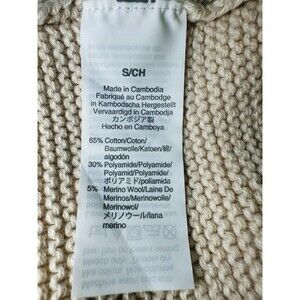 S/CH
Made in Cambodia
Fabriqué au Cambodge
In Kambodscha Hergestellt
Vervaardigd in Cambodja
カンボジア製
Hecho en Camboya
65% Cotton/Coton/
Baumwolle/Katoen/綿/
algodón
30% Polyamide/Polyamide/
Polyamid/Polyamide/
ポリアミド/poliamida
5% Merino Wool/Laine De
Merinos/Merinowolle/
Merinowol/
メリノウール/lana
merino